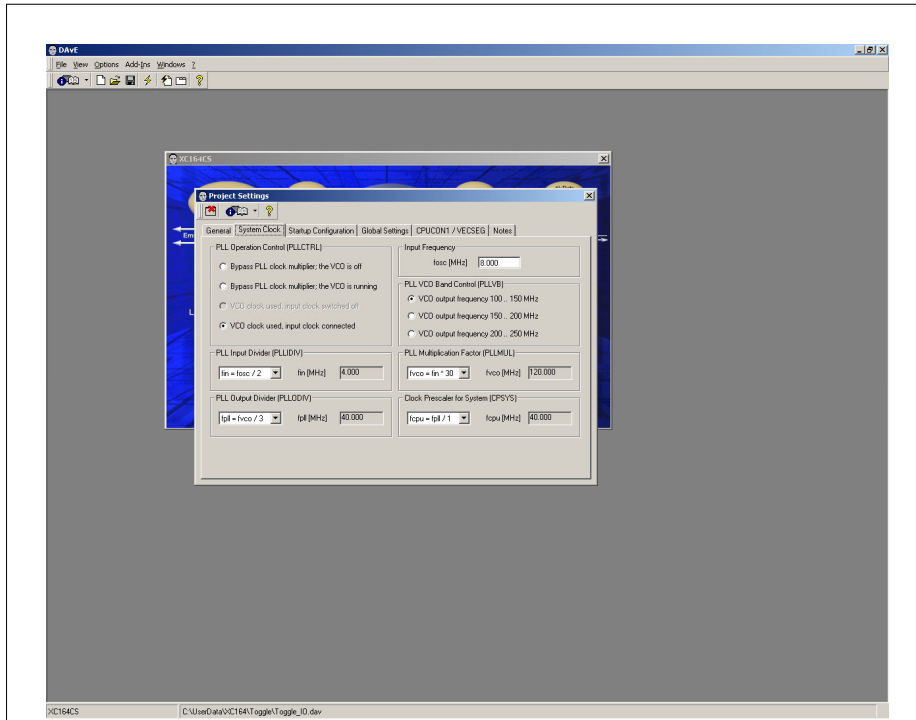 DAvE
File View Options Add-Ins Windows ?
XC164CS
Project Settings
General System Clock Startup Configuration Global Settings CPUCON1 / VECSEG Notes
PLL Operation Control (PLLCTRL)
Bypass PLL clock multiplier; the VCO is off
Bypass PLL clock multiplier; the VCO is running
VCO clock used, input clock switched off
VCO clock used, input clock connected
Input Frequency
fosc [MHz] 8.000
PLL VCO Band Control (PLLVB)
VCO output frequency 100 .. 150 MHz
VCO output frequency 150 .. 200 MHz
VCO output frequency 200 .. 250 MHz
PLL Input Divider (PLLIDIV)
fin = fosc / 2 fin [MHz] 4.000
PLL Multiplication Factor (PLLMUL)
fvco = fin * 30 fvco [MHz] 120.000
PLL Output Divider (PLLODIV)
fpll = fvco / 3 fpll [MHz] 40.000
Clock Prescaler for System (CPSYS)
fcpu = fpll / 1 fcpu [MHz] 40.000
XC164CS C:\UserData\XC164\Toggle\Toggle_IO.dav